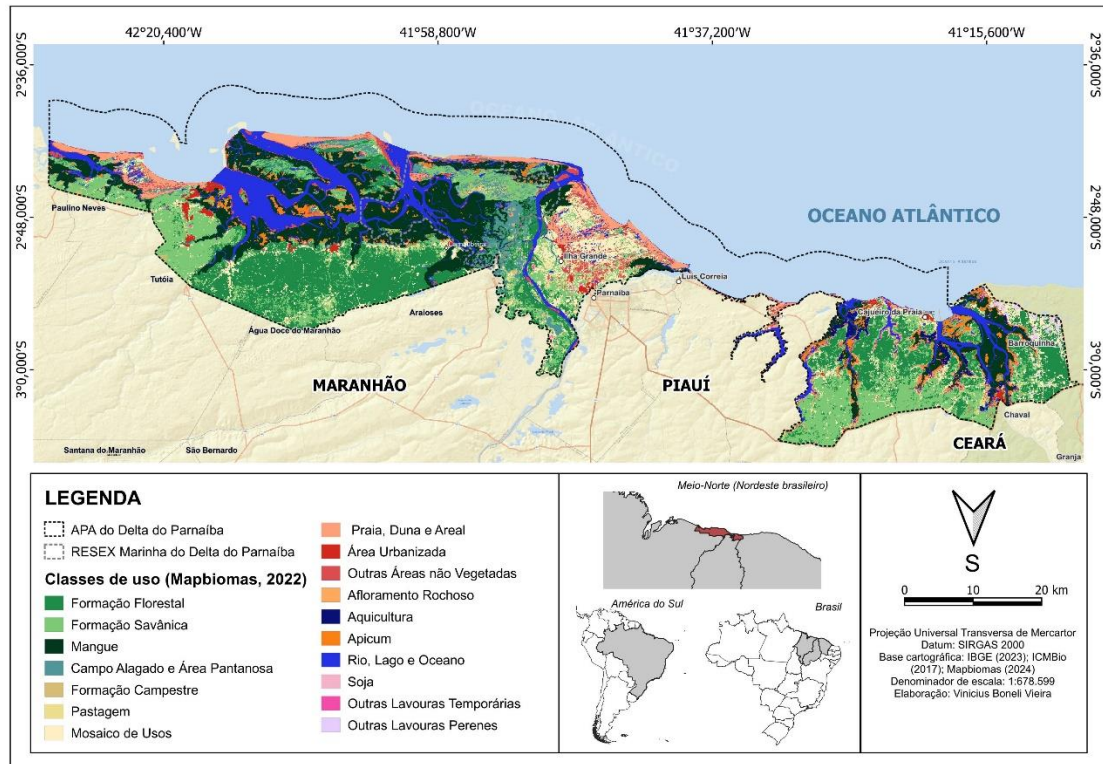 42°20,400'W
41°58,800'W
41°37,200'W
41°15,600'W
2°36,000'S
2°36,000'S
2°48,000'S
2°48,000'S
3°0,000'S
3°0,000'S
OCEANO ATLÂNTICO
OCEANO ATLÂNTICO
Paulino Neves
Tutóia
Água Doce do Maranhão
Araioses
Ilha Grande
Parnaíba
Luís Correia
Cajueiro da Praia
Barroquinha
Chaval
Granja
MARANHÃO
PIAUÍ
CEARÁ
Santana do Maranhão
São Bernardo
LEGENDA
APA do Delta do Parnaíba
RESEX Marinha do Delta do Parnaíba
Classes de uso (Mapbiomas, 2022)
Formação Florestal
Formação Savânica
Mangue
Campo Alagado e Área Pantanosa
Formação Campestre
Pastagem
Mosaico de Usos
Praia, Duna e Areal
Área Urbanizada
Outras Áreas não Vegetadas
Afloramento Rochoso
Aquicultura
Apicum
Rio, Lago e Oceano
Soja
Outras Lavouras Temporárias
Outras Lavouras Perenes
Meio-Norte (Nordeste brasileiro)
América do Sul
Brasil
S
0 10 20 km
Projeção Universal Transversa de Mercartor
Datum: SIRGAS 2000
Base cartográfica: IBGE (2023); ICMBio
(2017); Mapbiomas (2024)
Denominador de escala: 1:678.599
Elaboração: Vinicius Boneli Vieira